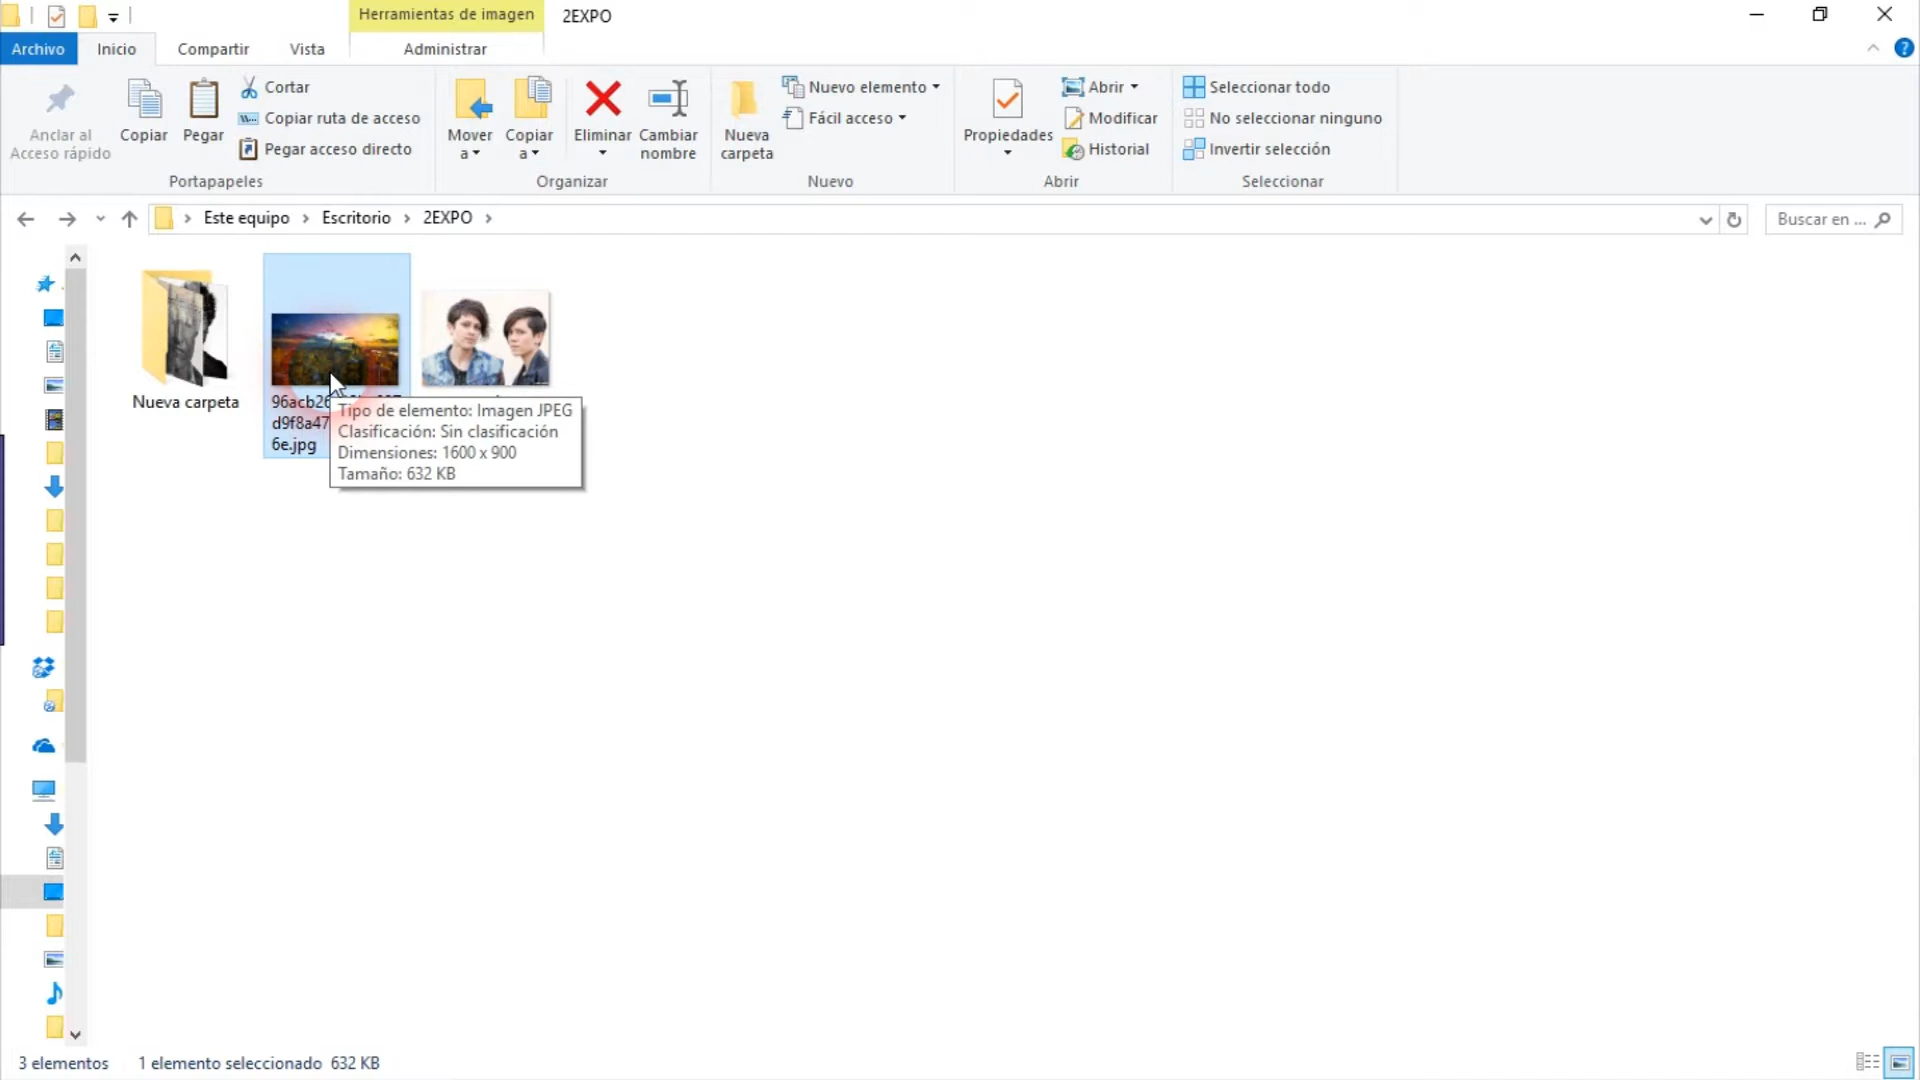 Herramientas de imagen 2EXPO
Archivo Inicio Compartir Vista Administrar
Anclar al
Acceso rápido
Copiar
Pegar
Cortar
Copiar ruta de acceso
Pegar acceso directo
Portapapeles
Mover
a
Copiar
a
Eliminar
Cambiar
nombre
Organizar
Nueva
carpeta
Nuevo elemento
Fácil acceso
Nuevo
Propiedades
Abrir
Modificar
Historial
Abrir
Seleccionar todo
No seleccionar ninguno
Invertir selección
Seleccionar
Este equipo > Escritorio > 2EXPO >
Buscar en ...
Nueva carpeta
d9f8a47
6e.jpg
Tipo de elemento: Imagen JPEG
Clasificación: Sin clasificación
Dimensiones: 1600 x 900
Tamaño: 632 KB
3 elementos 1 elemento seleccionado 632 KB